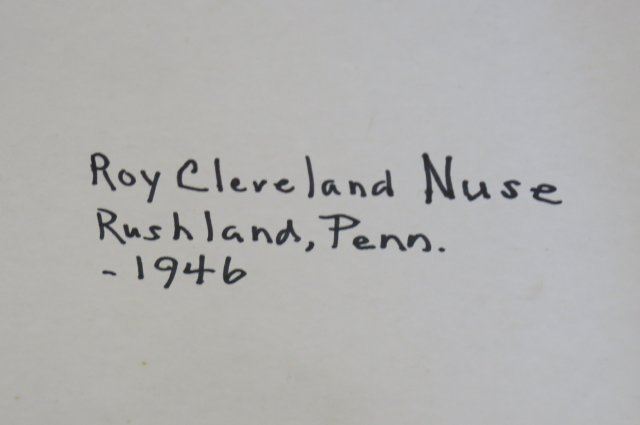 Roy Cleveland Nuse
Rushland, Penn.
- 1946